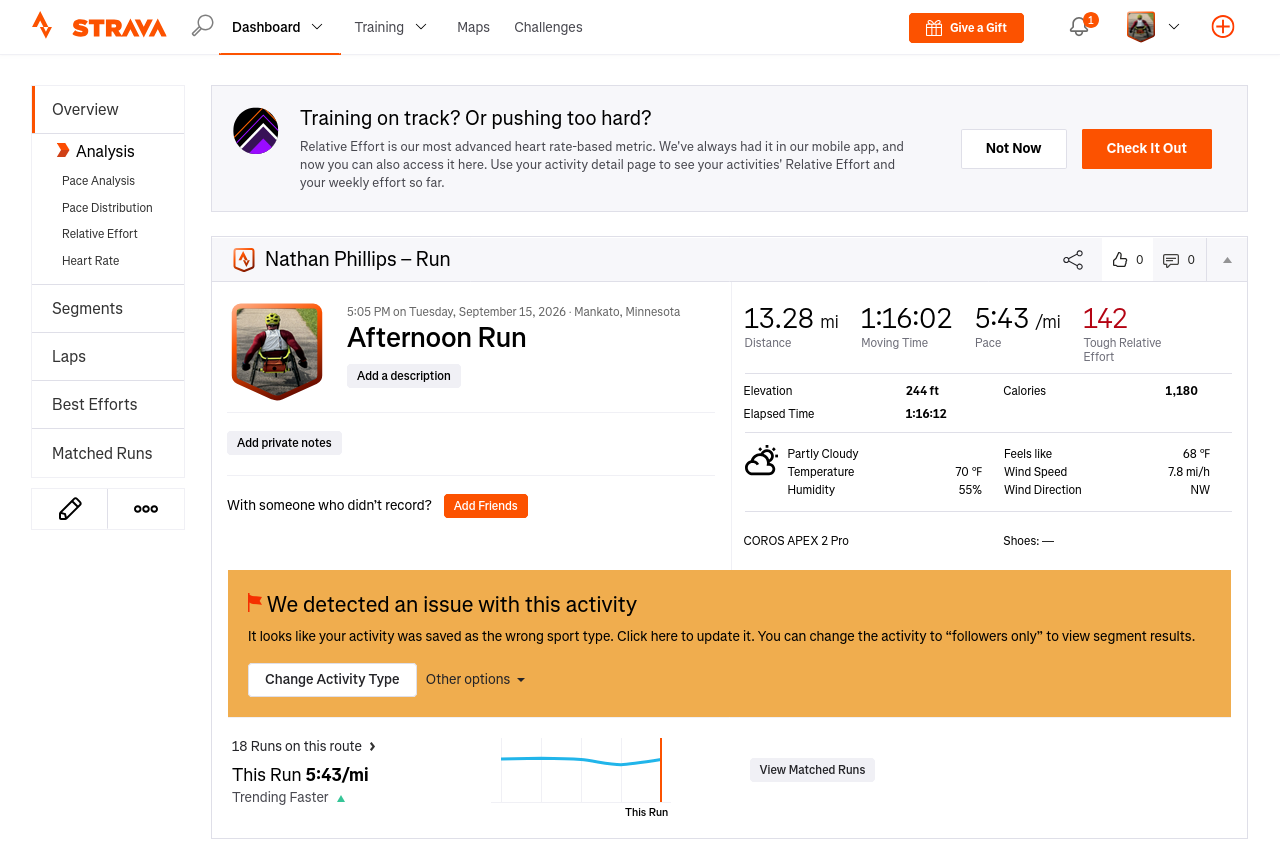 STRAVA
Dashboard
Training
Maps
Challenges
Give a Gift
1
Overview
Analysis
Pace Analysis
Pace Distribution
Relative Effort
Heart Rate
Segments
Laps
Best Efforts
Matched Runs
Training on track? Or pushing too hard?
Relative Effort is our most advanced heart rate-based metric. We've always had it in our mobile app, and
now you can also access it here. Use your activity detail page to see your activities' Relative Effort and
your weekly effort so far.
Not Now
Check It Out
Nathan Phillips – Run
0
0
5:05 PM on Tuesday, September 15, 2026 · Mankato, Minnesota
Afternoon Run
Add a description
Add private notes
With someone who didn't record?
Add Friends
13.28 mi
Distance
1:16:02
Moving Time
5:43 /mi
Pace
142
Tough Relative
Effort
Elevation 244 ft Calories 1,180
Elapsed Time 1:16:12
Partly Cloudy Feels like 68 °F
Temperature 70 °F Wind Speed 7.8 mi/h
Humidity 55% Wind Direction NW
COROS APEX 2 Pro Shoes: —
We detected an issue with this activity
It looks like your activity was saved as the wrong sport type. Click here to update it. You can change the activity to “followers only” to view segment results.
Change Activity Type
Other options
18 Runs on this route
This Run 5:43/mi
Trending Faster
This Run
View Matched Runs